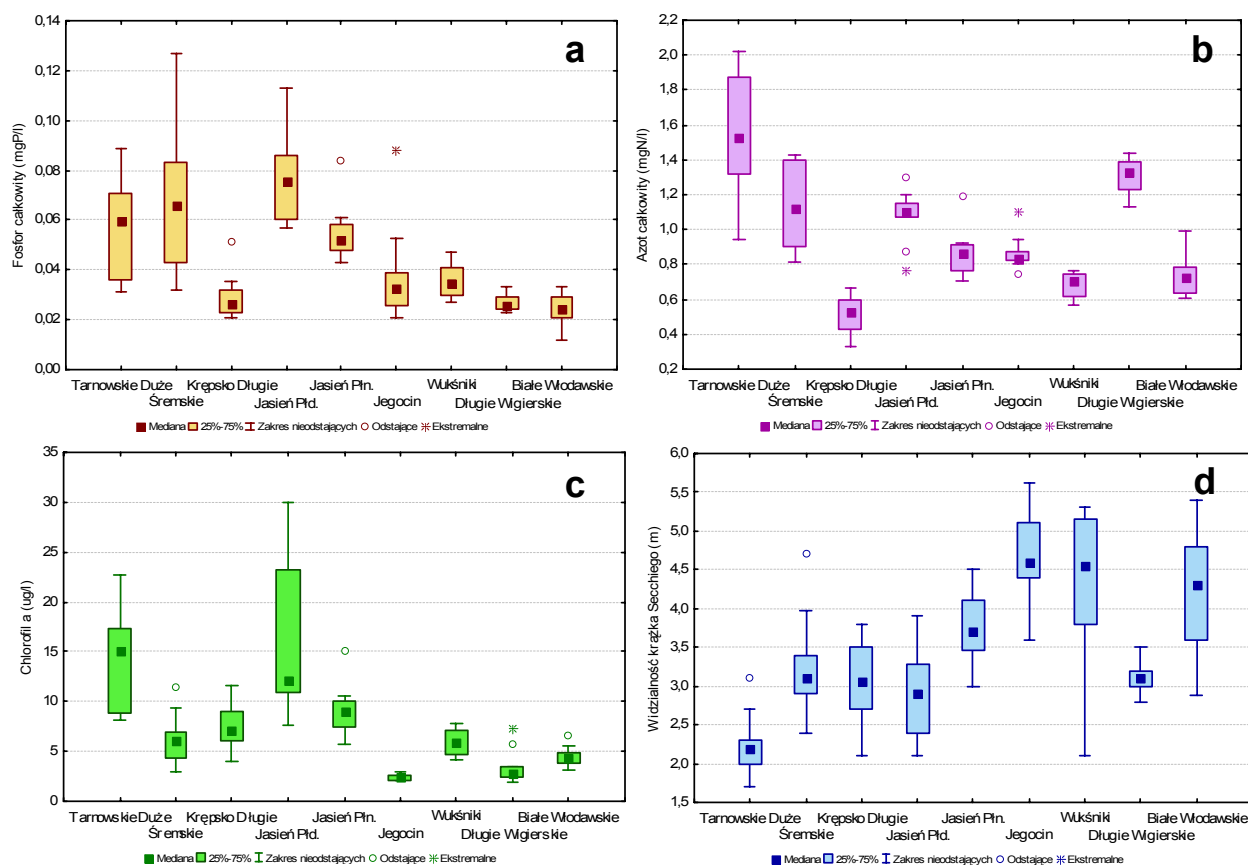 a
Fosfor całkowity (mgP/l)
0,14
0,12
0,10
0,08
0,06
0,04
0,02
0,00
Tarnowskie Duże Krępsko Długie Jasień Płn. Wukśniki Białe Włodawskie
Śremskie Jasień Płd. Jegocin Długie Wigierskie
Mediana 25%-75% Zakres nieodstających Odstające Ekstremalne
b
Azot całkowity (mgN/l)
2,2
2,0
1,8
1,6
1,4
1,2
1,0
0,8
0,6
0,4
0,2
Tarnowskie Duże Krępsko Długie Jasień Płn. Wukśniki Białe Włodawskie
Śremskie Jasień Płd. Jegocin Długie Wigierskie
Mediana 25%-75% Zakres nieodstających Odstające Ekstremalne
c
Chlorofil a (ug/l)
35
30
25
20
15
10
5
0
Tarnowskie Duże Krępsko Długie Jasień Płn. Wukśniki Białe Włodawskie
Śremskie Jasień Płd. Jegocin Długie Wigierskie
Mediana 25%-75% Zakres nieodstających Odstające Ekstremalne
d
Widzialność krążka Secchiego (m)
6,0
5,5
5,0
4,5
4,0
3,5
3,0
2,5
2,0
1,5
Tarnowskie Duże Krępsko Długie Jasień Płn. Wukśniki Białe Włodawskie
Śremskie Jasień Płd. Jegocin Długie Wigierskie
Mediana 25%-75% Zakres nieodstających Odstające Ekstremalne